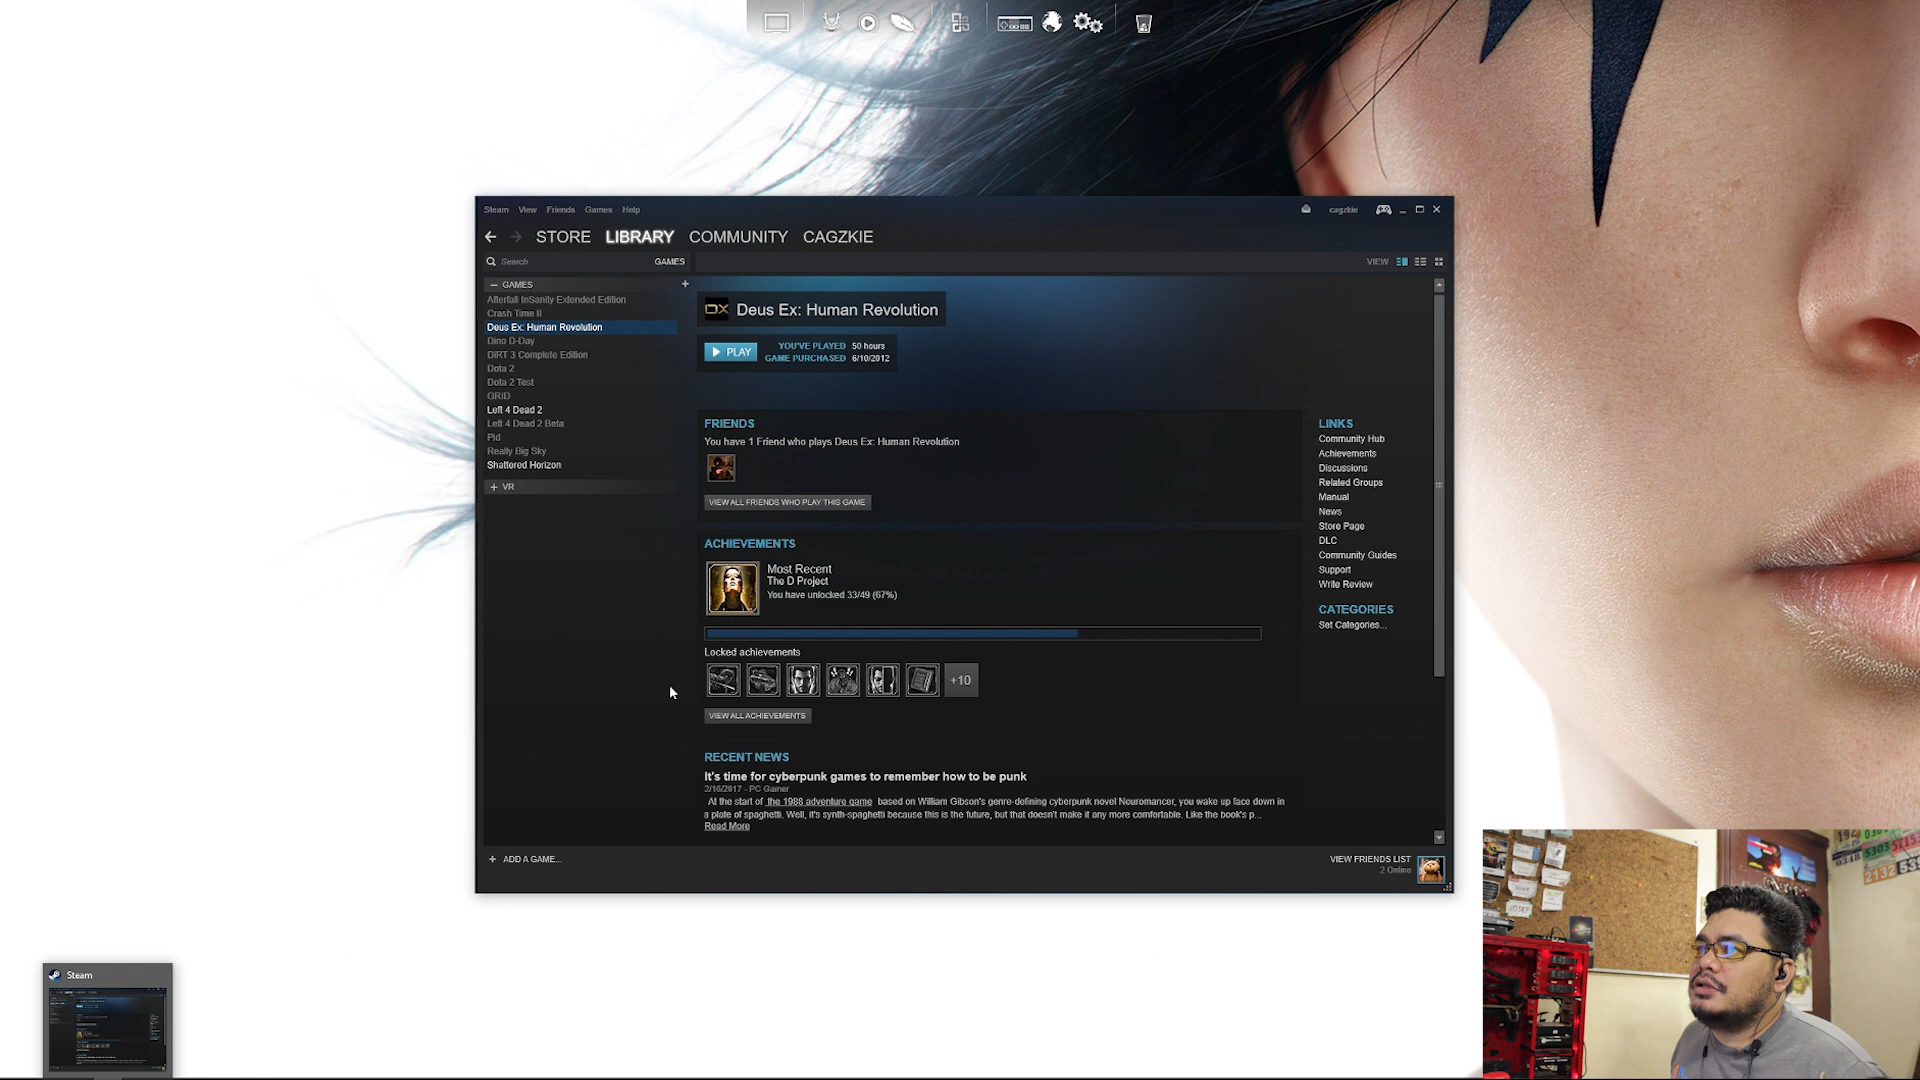 Steam View Friends Games Help
cagzkie
STORE LIBRARY COMMUNITY CAGZKIE
Search GAMES
VIEW
GAMES
Afterfall InSanity Extended Edition
Crash Time II
Deus Ex: Human Revolution
Dino D-Day
DiRT 3 Complete Edition
Dota 2
Dota 2 Test
GRID
Left 4 Dead 2
Left 4 Dead 2 Beta
Pid
Really Big Sky
Shattered Horizon
VR
DX Deus Ex: Human Revolution
PLAY
YOU'VE PLAYED 50 hours
GAME PURCHASED 6/10/2012
FRIENDS
You have 1 Friend who plays Deus Ex: Human Revolution
VIEW ALL FRIENDS WHO PLAY THIS GAME
ACHIEVEMENTS
Most Recent
The D Project
You have unlocked 33/49 (67%)
Locked achievements
+10
VIEW ALL ACHIEVEMENTS
RECENT NEWS
It's time for cyberpunk games to remember how to be punk
2/16/2017 - PC Gamer
At the start of the 1988 adventure game based on William Gibson's genre-defining cyberpunk novel Neuromancer, you wake up face down in
a plate of spaghetti. Well, it's synth-spaghetti because this is the future, but that doesn't make it any more comfortable. Like the book's p...
Read More
LINKS
Community Hub
Achievements
Discussions
Related Groups
Manual
News
Store Page
DLC
Community Guides
Support
Write Review
CATEGORIES
Set Categories...
ADD A GAME...
VIEW FRIENDS LIST
2 Online
Steam
0348
5303
2132
JOSEF